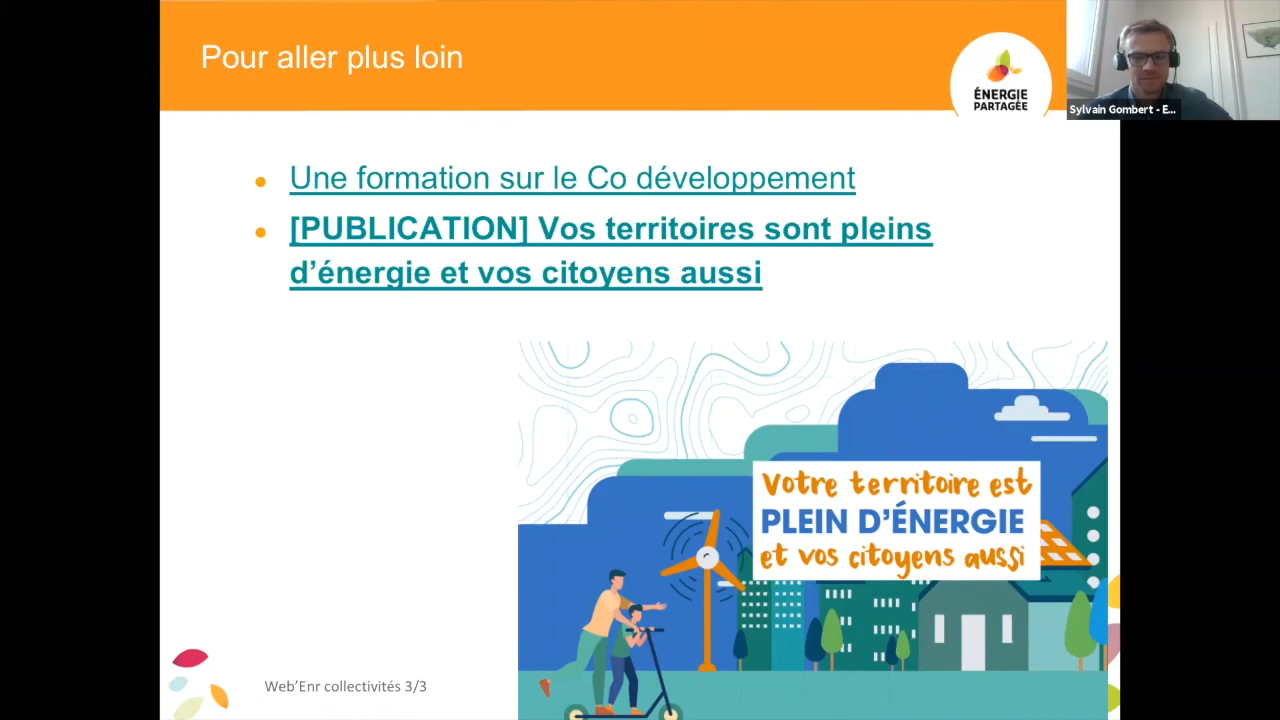 Pour aller plus loin
ÉNERGIE
PARTAGÉE
Sylvain Gombert - E...
Une formation sur le Co développement
[PUBLICATION] Vos territoires sont pleins
d’énergie et vos citoyens aussi
Votre territoire est
PLEIN D’ÉNERGIE
et vos citoyens aussi
Web’Enr collectivités 3/3